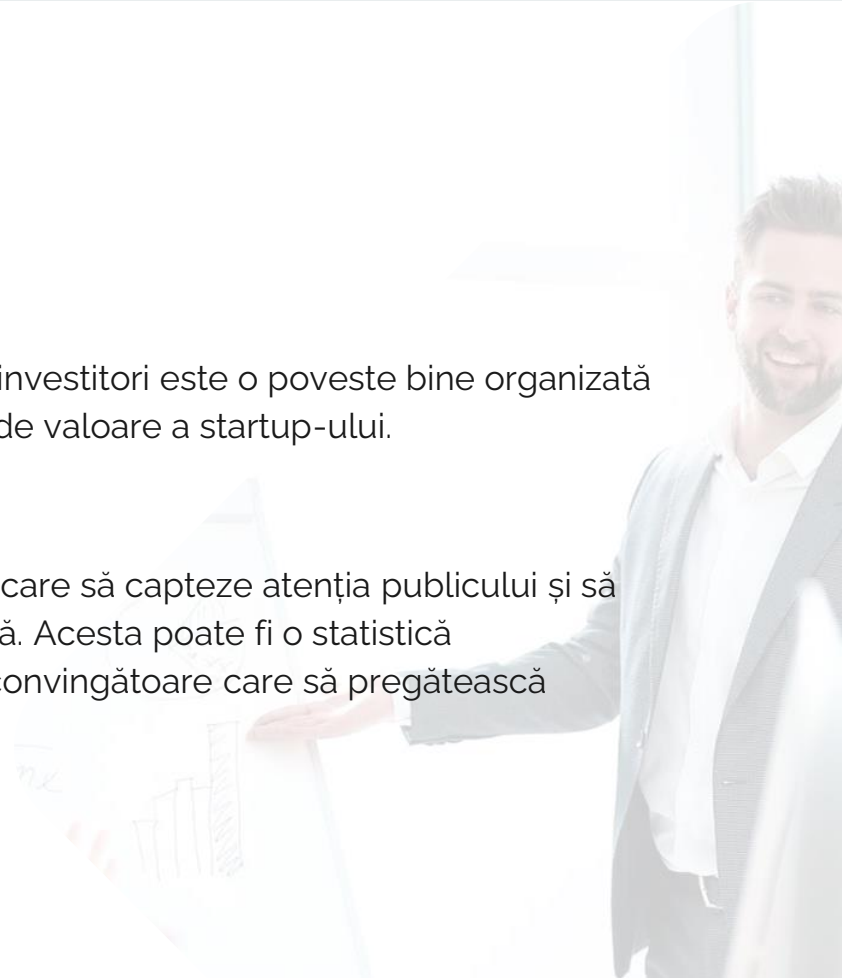 investitori este o poveste bine organizată
de valoare a startup-ului.
care să capteze atenția publicului și să
ă. Acesta poate fi o statistică
convingătoare care să pregătească